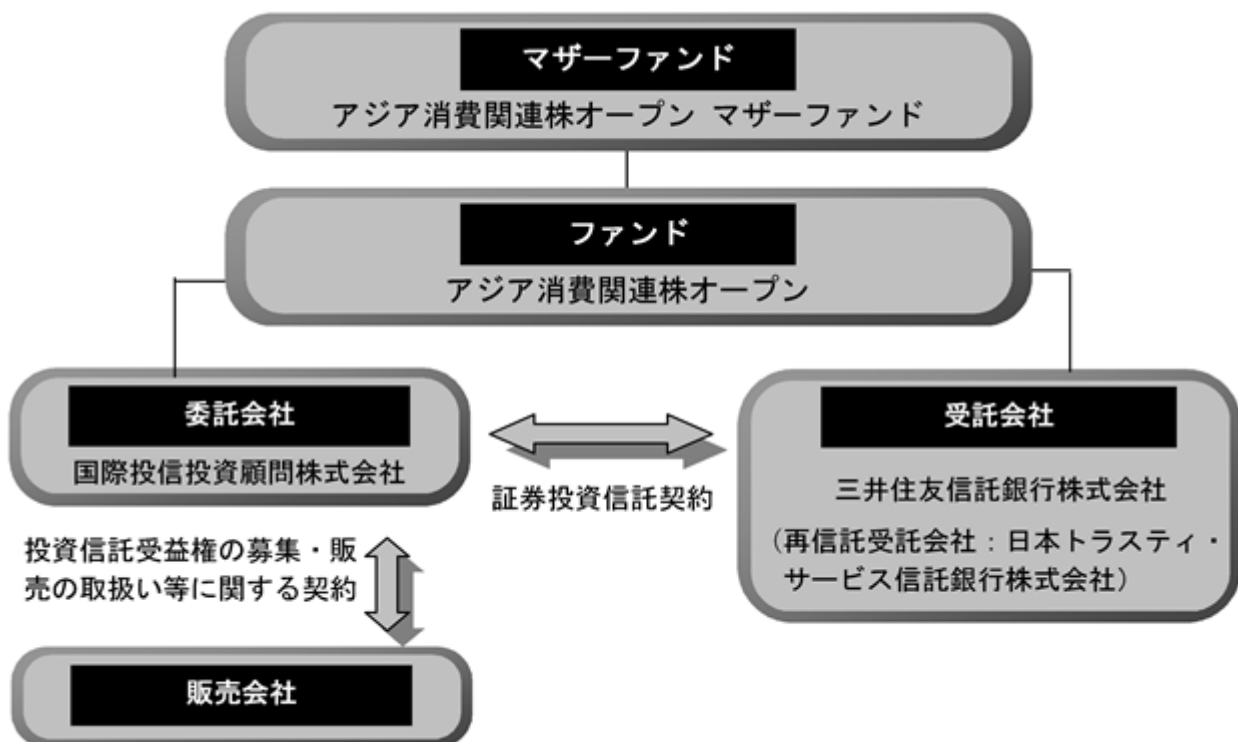 マザーファンド
アジア消費関連株オープン マザーファンド
ファンド
アジア消費関連株オープン
委託会社
国際投信投資顧問株式会社
証券投資信託契約
受託会社
三井住友信託銀行株式会社
(再信託受託会社：日本トラスティ・
サービス信託銀行株式会社)
投資信託受益権の募集・販
売の取扱い等に関する契約
販売会社